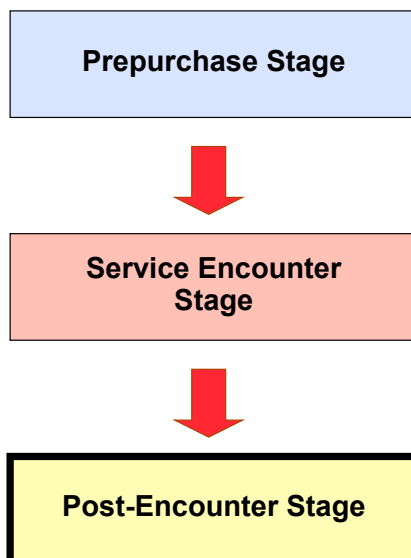 Prepurchase Stage
Service Encounter
Stage
Post-Encounter Stage